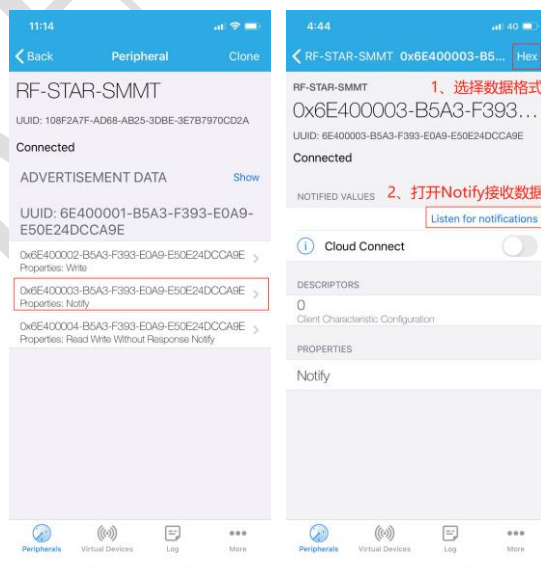 11:14
Back
Peripheral
Clone
RF-STAR-SMMT
UUID: 108F2A7F-AD68-AB25-3DBE-3E7B7970CD2A
Connected
ADVERTISEMENT DATA
Show
UUID: 6E400001-B5A3-F393-E0A9-
E50E24DCCA9E
0x6E400002-B5A3-F393-E0A9-E50E24DCCA9E
Properties: Write
0x6E400003-B5A3-F393-E0A9-E50E24DCCA9E
Properties: Notify
0x6E400004-B5A3-F393-E0A9-E50E24DCCA9E
Properties: Read Write Without Response Notify
Peripherals
Virtual Devices
Log
More
4:44
4G
RF-STAR-SMMT
0x6E400003-B5...
Hex
RF-STAR-SMMT
1、选择数据格式
0x6E400003-B5A3-F393...
UUID: 6E400003-B5A3-F393-E0A9-E50E24DCCA9E
Connected
NOTIFIED VALUES
2、打开Notify接收数据
Listen for notifications
Cloud Connect
DESCRIPTORS
0
Client Characteristic Configuration
PROPERTIES
Notify
Peripherals
Virtual Devices
Log
More